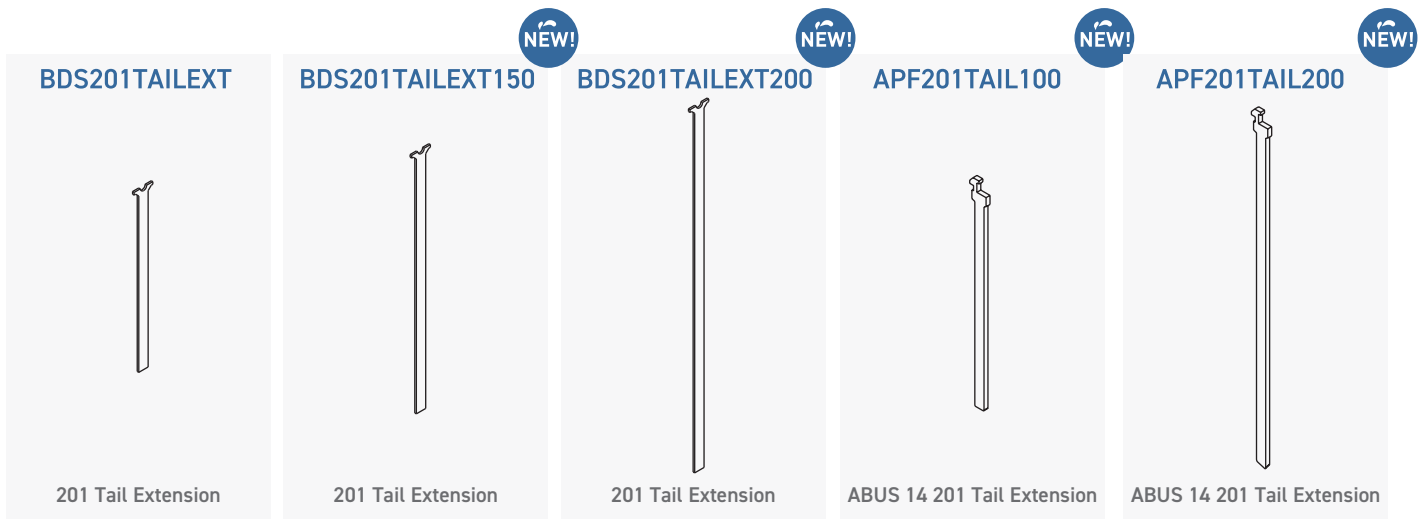 NEW!
NEW!
NEW!
NEW!
BDS201TAILEXT
BDS201TAILEXT150
BDS201TAILEXT200
APF201TAIL100
APF201TAIL200
201 Tail Extension
201 Tail Extension
201 Tail Extension
ABUS 14 201 Tail Extension
ABUS 14 201 Tail Extension